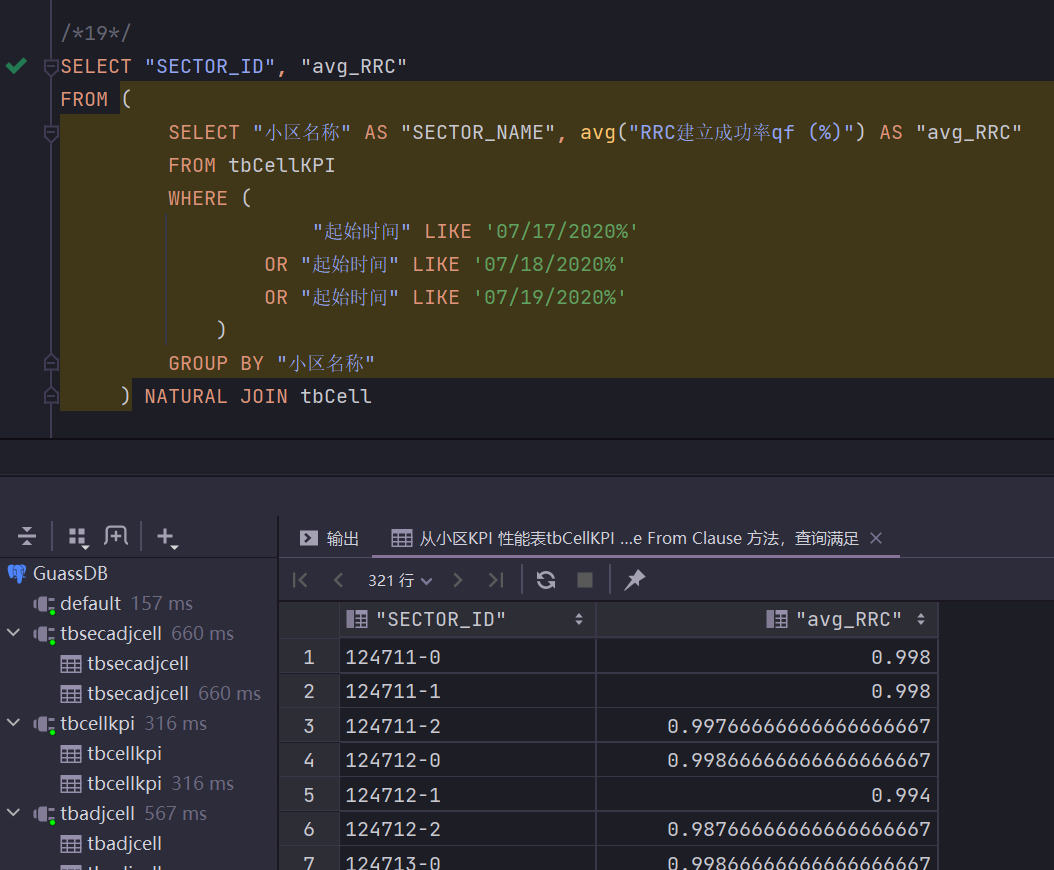 /*19*/
SELECT "SECTOR_ID", "avg_RRC"
FROM (
SELECT "小区名称" AS "SECTOR_NAME", avg("RRC建立成功率qf (%)") AS "avg_RRC"
FROM tbCellKPI
WHERE (
"起始时间" LIKE '07/17/2020%'
OR "起始时间" LIKE '07/18/2020%'
OR "起始时间" LIKE '07/19/2020%'
)
GROUP BY "小区名称"
) NATURAL JOIN tbCell
输出 从小区KPI 性能表tbCellKPI ...e From Clause 方法，查询满足
321 行
GuassDB
default 157 ms
tbsecadjcell 660 ms
tbsecadjcell
tbsecadjcell 660 ms
tbcellkpi 316 ms
tbcellkpi
tbcellkpi 316 ms
tbadjcell 567 ms
tbadjcell
"SECTOR_ID" "avg_RRC"
1 124711-0 0.998
2 124711-1 0.998
3 124711-2 0.99766666666666666667
4 124712-0 0.99866666666666666667
5 124712-1 0.994
6 124712-2 0.98766666666666666667
7 124713-0 0.99866666666666666667